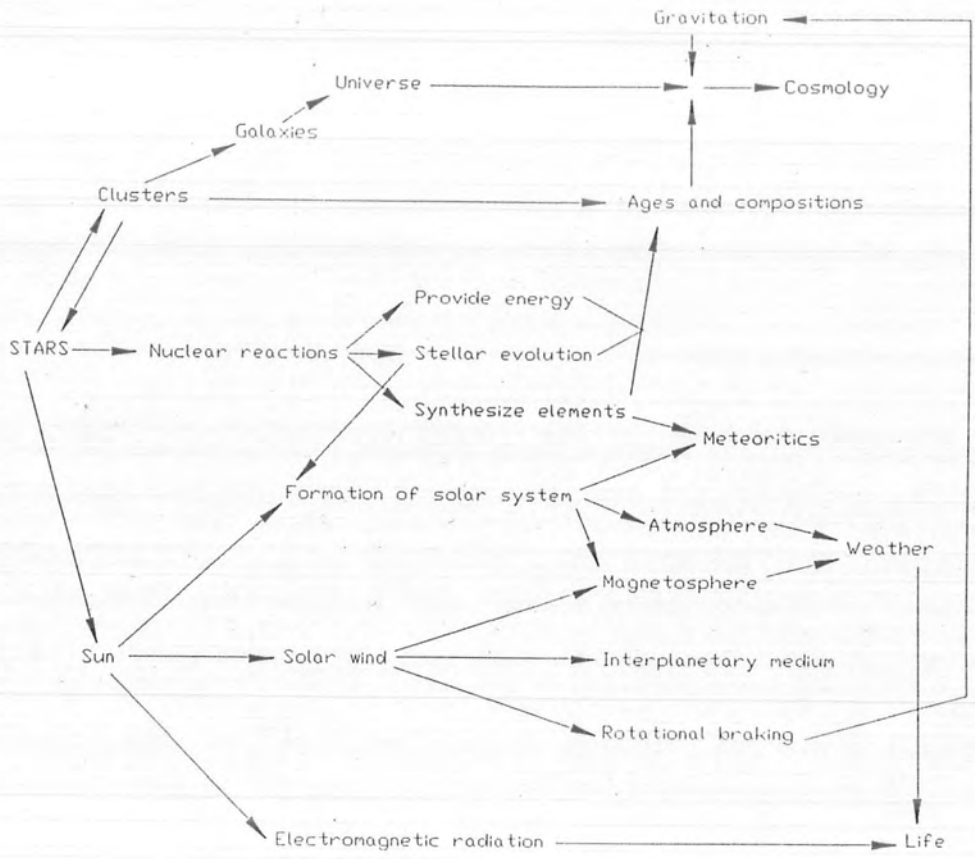 Gravitation
Universe
Cosmology
Galaxies
Clusters
Ages and compositions
Provide energy
STARS
Nuclear reactions
Stellar evolution
Synthesize elements
Meteoritics
Formation of solar system
Atmosphere
Weather
Magnetosphere
Sun
Solar wind
Interplanetary medium
Rotational braking
Electromagnetic radiation
Life